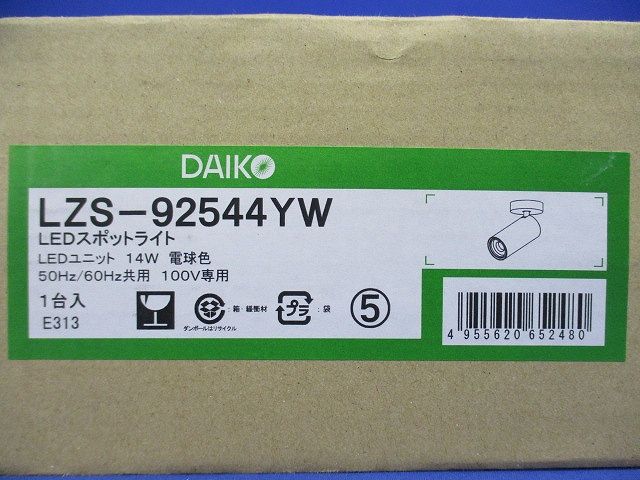 DAIKO
LZS-92544YW
LEDスポットライト
LEDユニット 14W 電球色
50Hz/60Hz共用 100V専用
1台入
E313
ダンボールはリサイクル
:箱・緩衝材
プラ
:袋
5
4 955620 652480